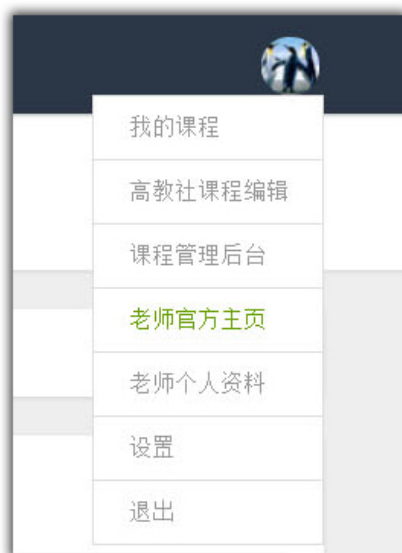 我的课程
高教社课程编辑
课程管理后台
老师官方主页
老师个人资料
设置
退出